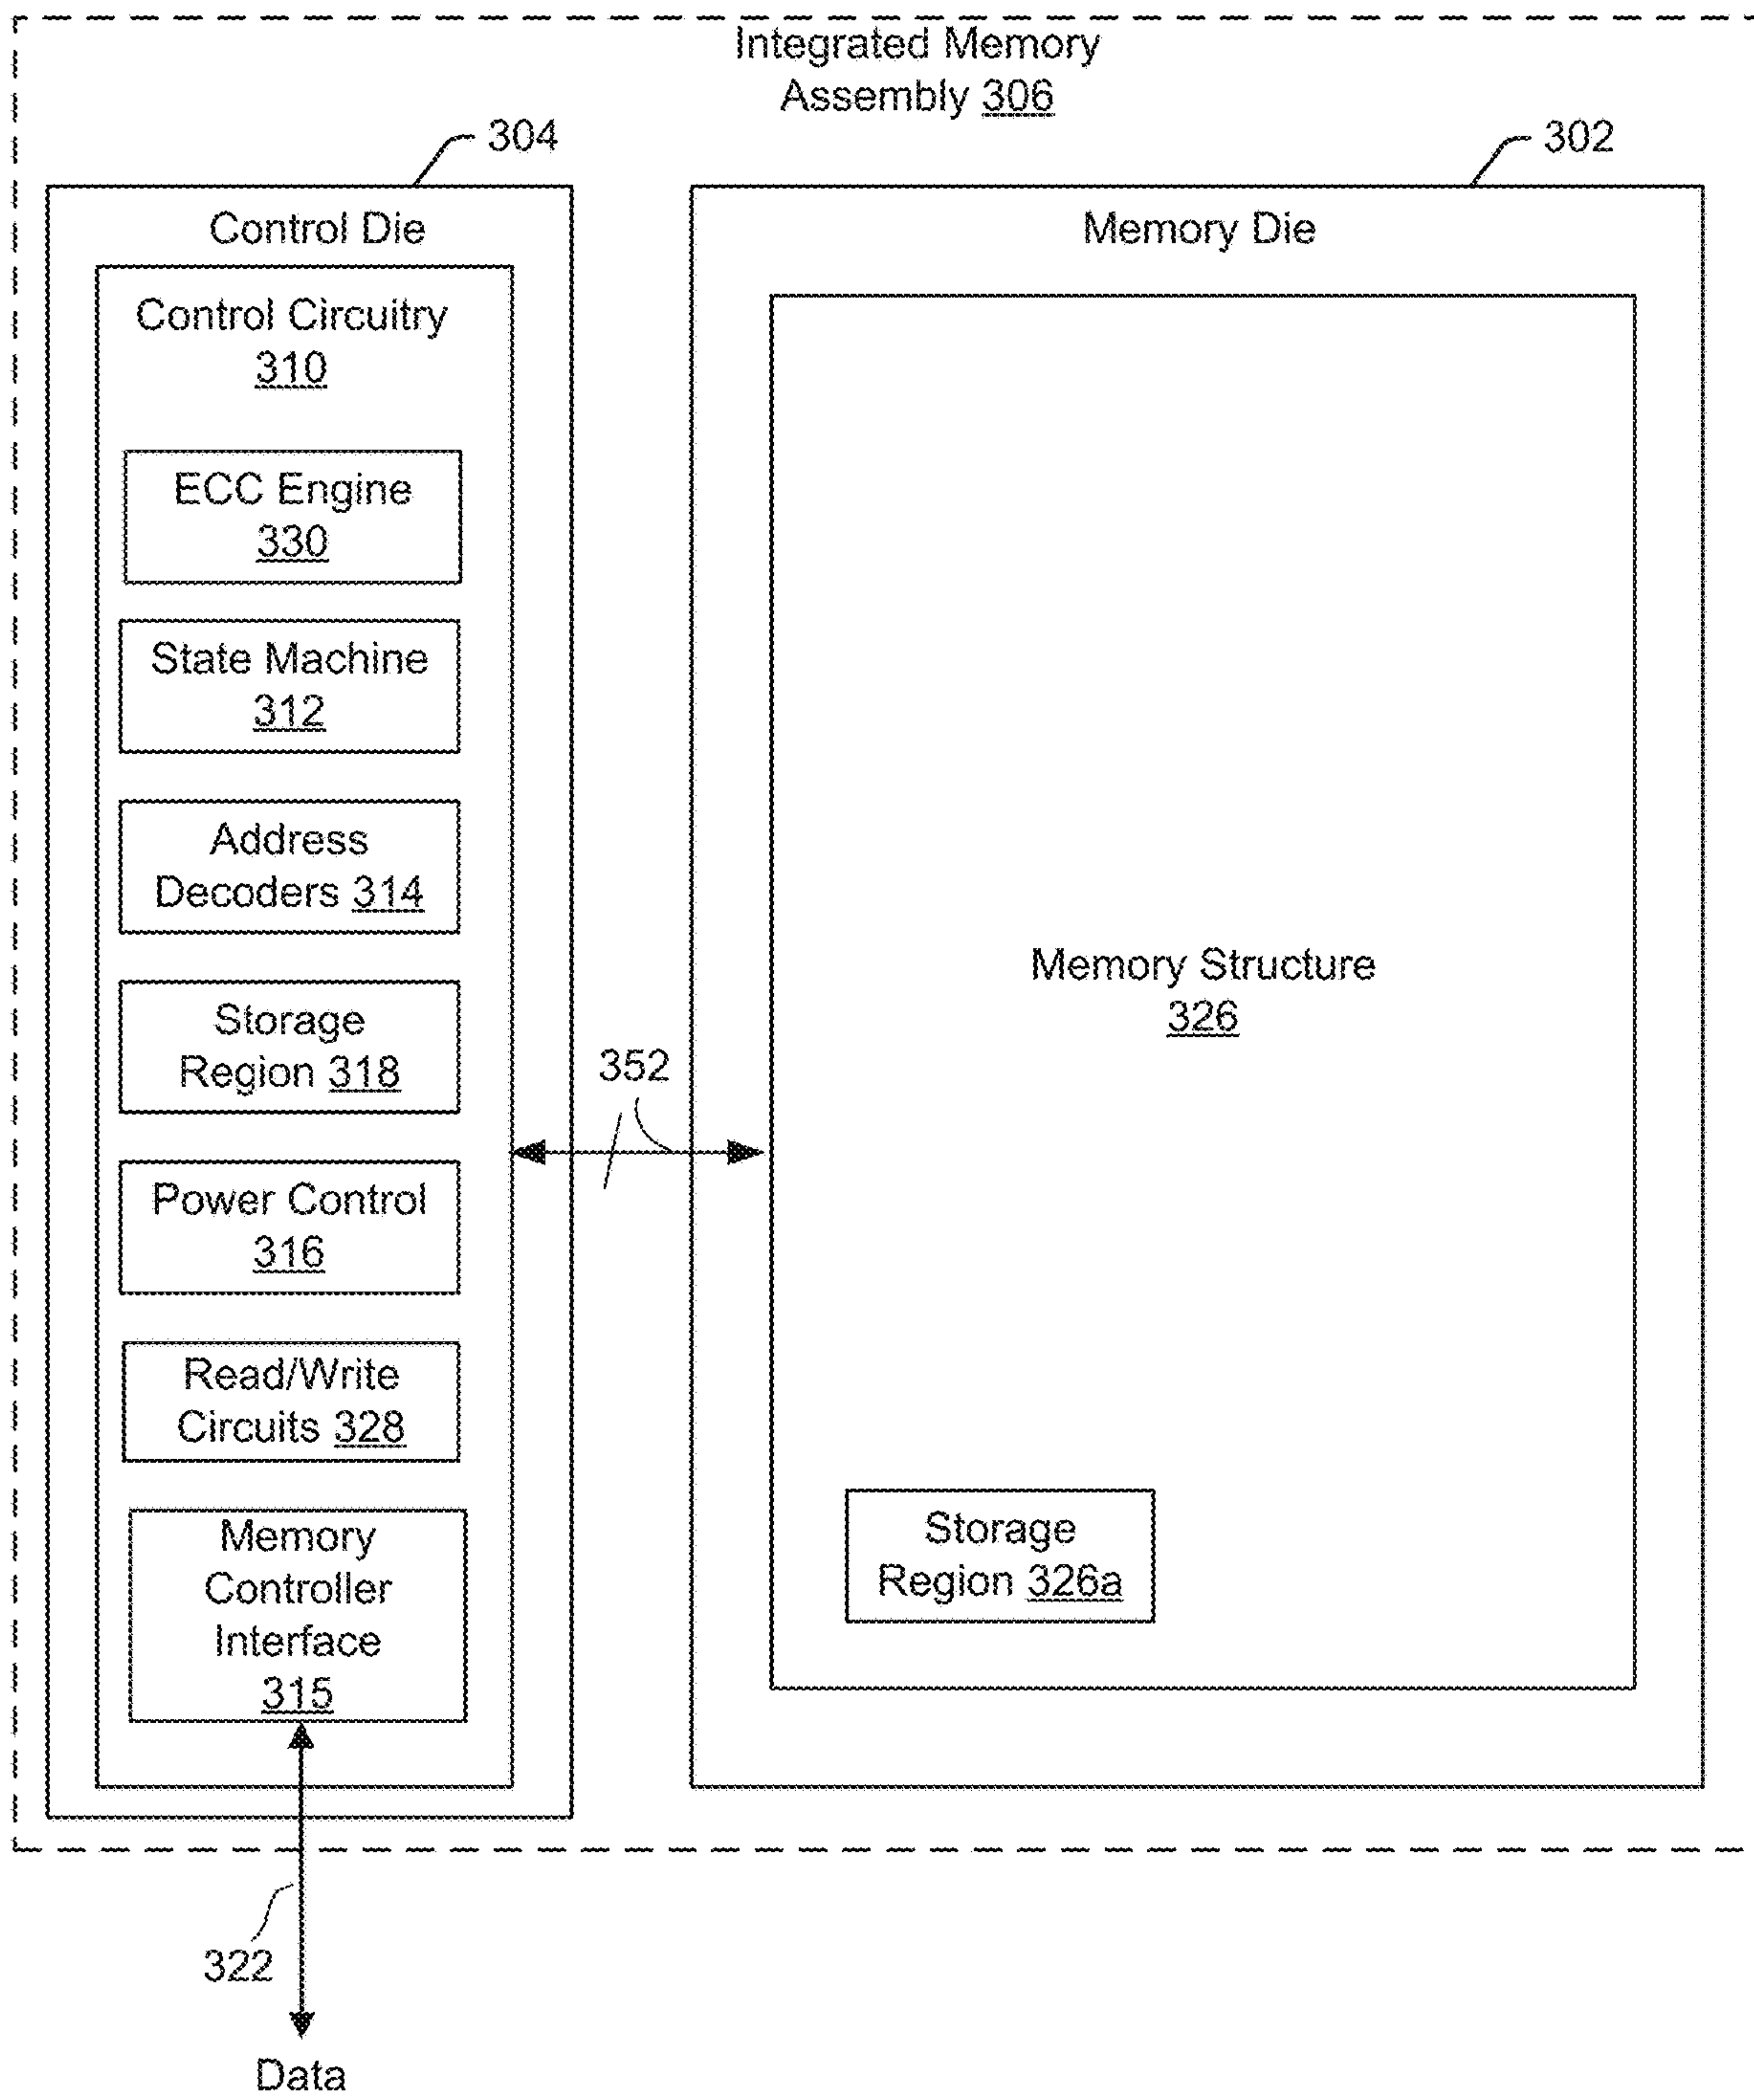 Integrated Memory
Assembly 306
304
302
Control Die
Memory Die
Control Circuitry
310
ECC Engine
330
State Machine
312
Address
Decoders 314
Storage
Region 318
Power Control
316
Read/Write
Circuits 328
Memory
Controller
Interface
315
352
Memory Structure
326
Storage
Region 326a
322
Data